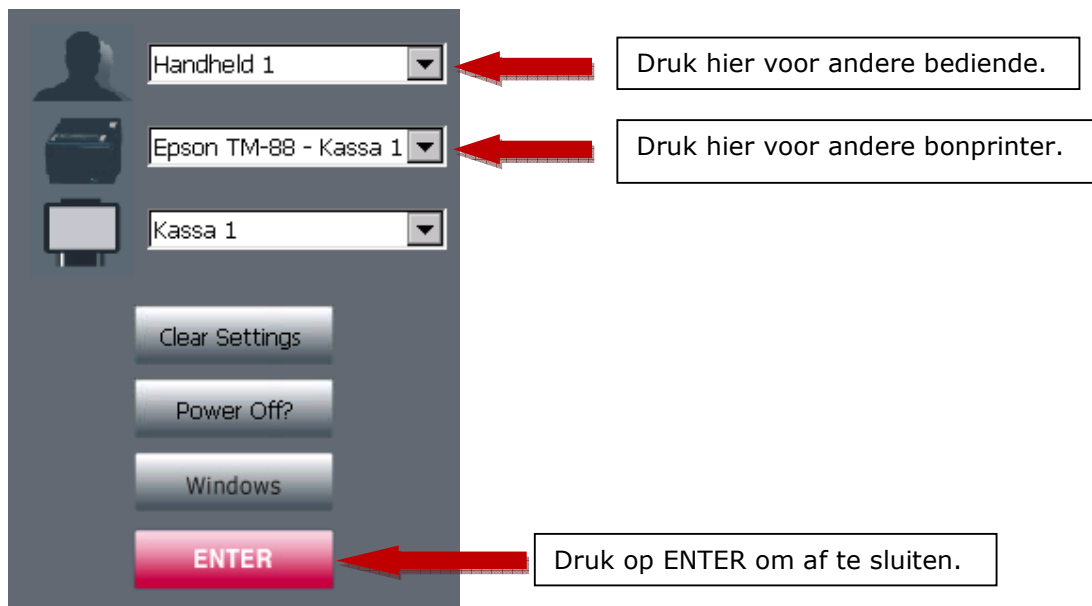 Handheld 1
Druk hier voor andere bediende.
Epson TM-88 - Kassa 1
Druk hier voor andere bonprinter.
Kassa 1
Clear Settings
Power Off?
Windows
ENTER
Druk op ENTER om af te sluiten.